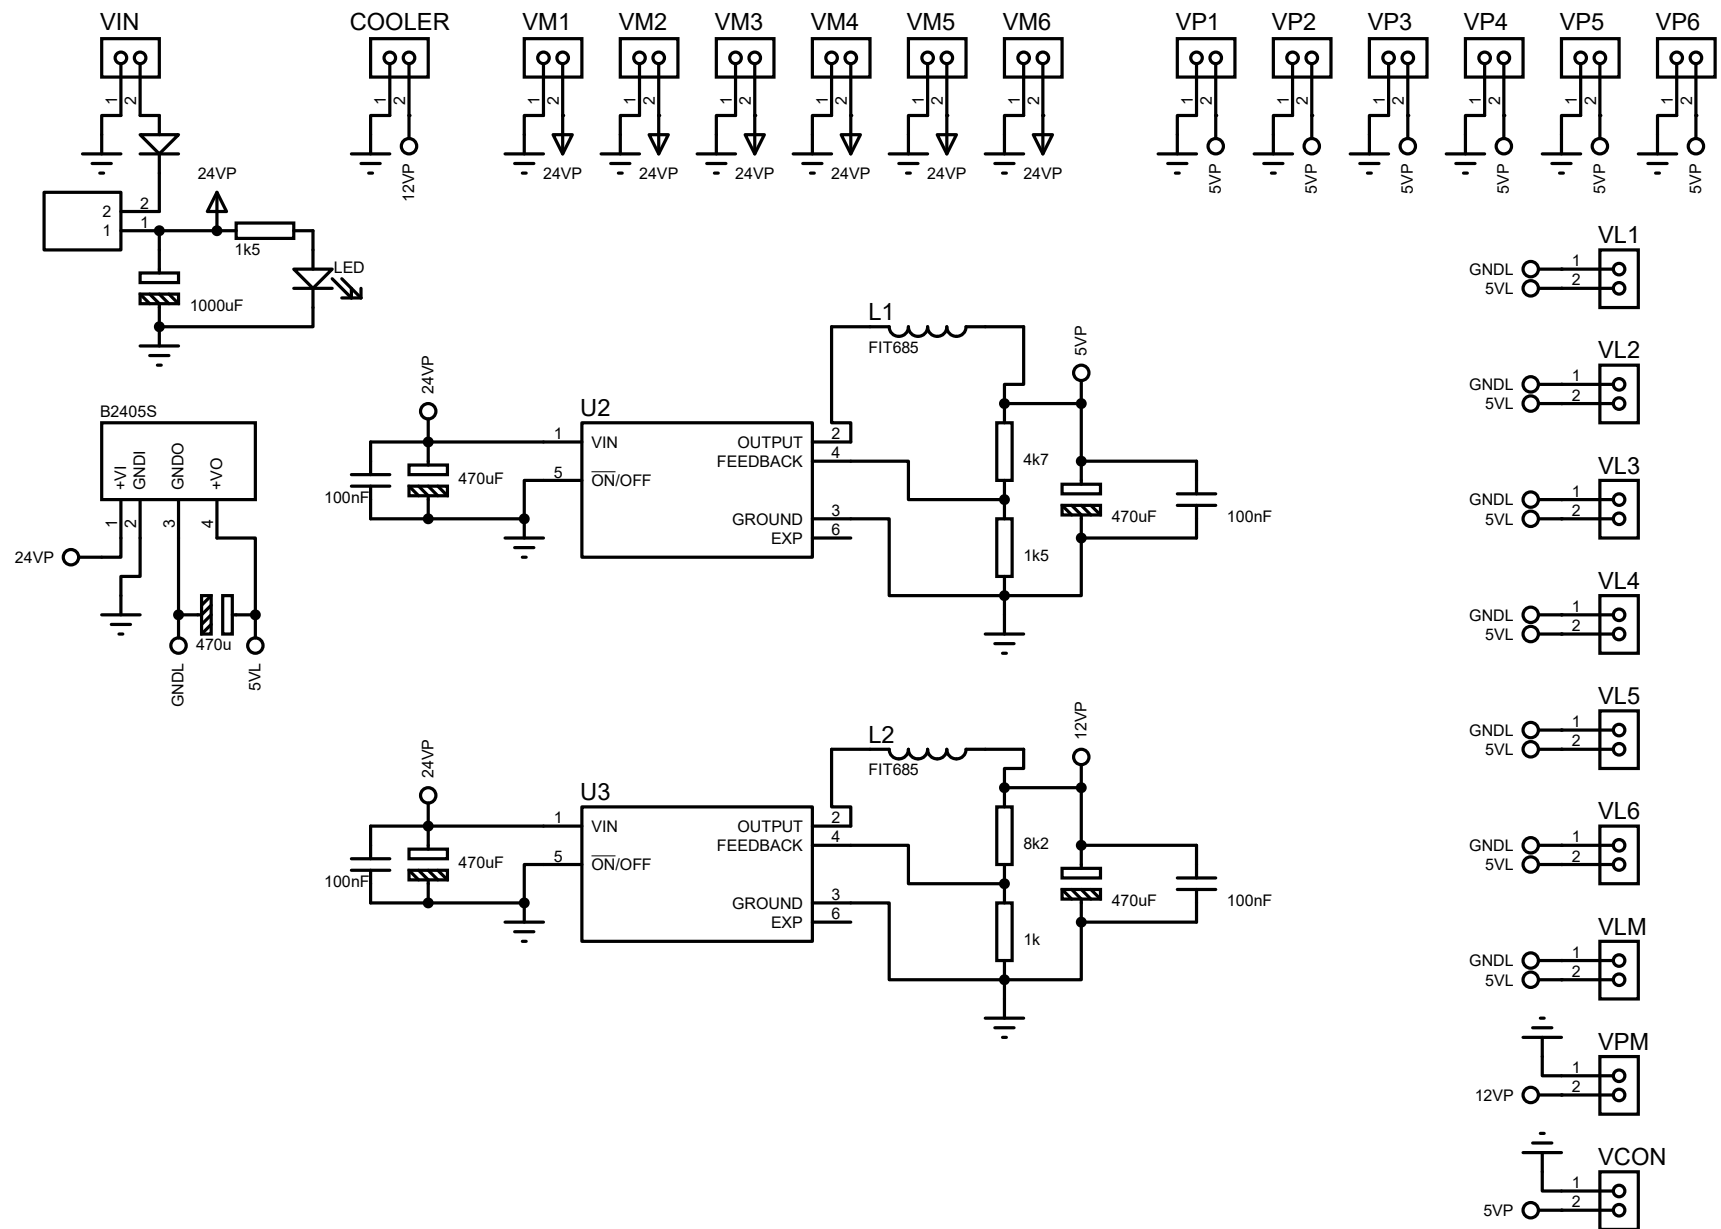 VIN COOLER VM1 VM2 VM3 VM4 VM5 VM6 VP1 VP2 VP3 VP4 VP5 VP6
1 2 1 2 1 2 1 2 1 2 1 2 1 2 1 2 1 2 1 2 1 2 1 2 1 2 1 2
12VP 24VP 24VP 24VP 24VP 24VP 24VP 5VP 5VP 5VP 5VP 5VP 5VP
24VP
2 2
1 1
1k5
LED
1000uF
B2405S
+VI GNDI GNDO +VO
1 2 3 4
24VP
470u
GNDL 5VL
L1
FIT685
24VP
5VP
U2
1 VIN OUTPUT 2
FEEDBACK 4
5 ON/OFF
GROUND 3
EXP 6
100nF 470uF
4k7
1k5
470uF 100nF
L2
FIT685
24VP
12VP
U3
1 VIN OUTPUT 2
FEEDBACK 4
5 ON/OFF
GROUND 3
EXP 6
100nF 470uF
8k2
1k
470uF 100nF
VL1
GNDL 1
5VL 2
VL2
GNDL 1
5VL 2
VL3
GNDL 1
5VL 2
VL4
GNDL 1
5VL 2
VL5
GNDL 1
5VL 2
VL6
GNDL 1
5VL 2
VLM
GNDL 1
5VL 2
VPM
1
12VP 2
VCON
1
5VP 2